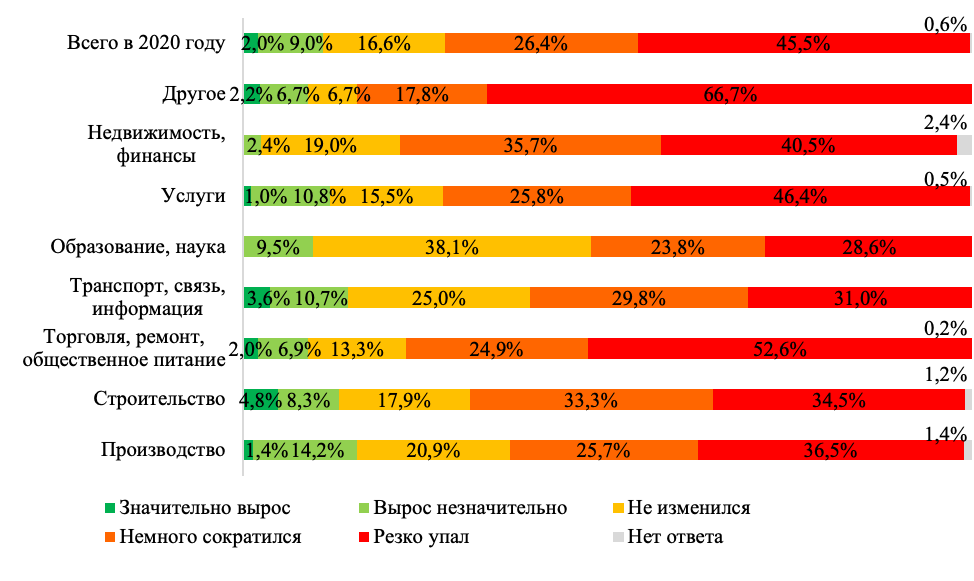 0,6%
Всего в 2020 году 2,0% 9,0% 16,6% 26,4% 45,5%
Другое 2,2% 6,7% 6,7% 17,8% 66,7%
2,4%
Недвижимость,
финансы 2,4% 19,0% 35,7% 40,5%
0,5%
Услуги 1,0% 10,8% 15,5% 25,8% 46,4%
Образование, наука 9,5% 38,1% 23,8% 28,6%
Транспорт, связь,
информация 3,6% 10,7% 25,0% 29,8% 31,0%
0,2%
Торговля, ремонт,
общественное питание 2,0% 6,9% 13,3% 24,9% 52,6%
1,2%
Строительство 4,8% 8,3% 17,9% 33,3% 34,5%
1,4%
Производство 1,4% 14,2% 20,9% 25,7% 36,5%
Значительно вырос Вырос незначительно Не изменился
Немного сократился Резко упал Нет ответа